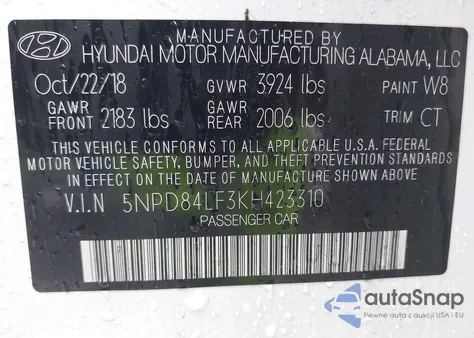 MANUFACTURED BY
HYUNDAI MOTOR MANUFACTURING ALABAMA, LLC
Oct/22/18 GVWR 3924 lbs PAINT W8
GAWR FRONT 2183 lbs GAWR REAR 2006 lbs TRIM CT
THIS VEHICLE CONFORMS TO ALL APPLICABLE U.S.A. FEDERAL
MOTOR VEHICLE SAFETY, BUMPER, AND THEFT PREVENTION STANDARDS
IN EFFECT ON THE DATE OF MANUFACTURE SHOWN ABOVE.
V.I.N 5NPD84LF3KH423310
PASSENGER CAR
autoSnap
Pewne auta z aukcji USA i EU